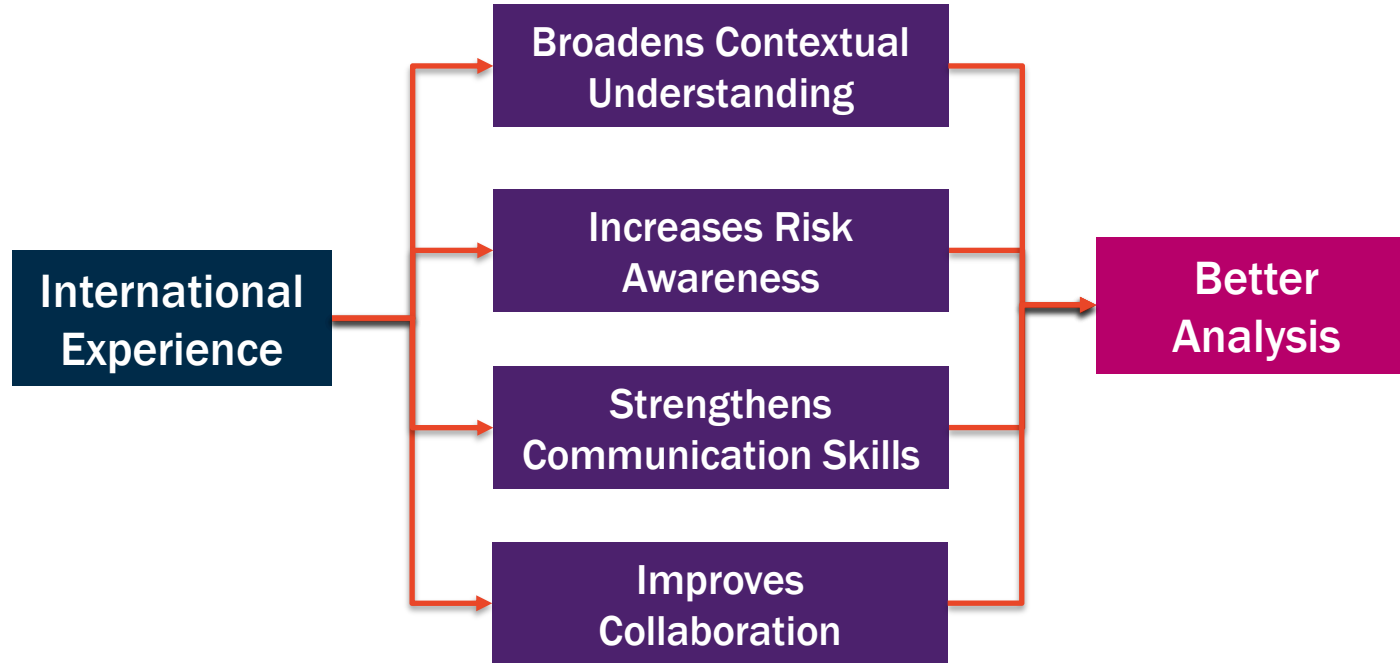 International
Experience
Broadens Contextual
Understanding
Increases Risk
Awareness
Strengthens
Communication Skills
Improves
Collaboration
Better
Analysis